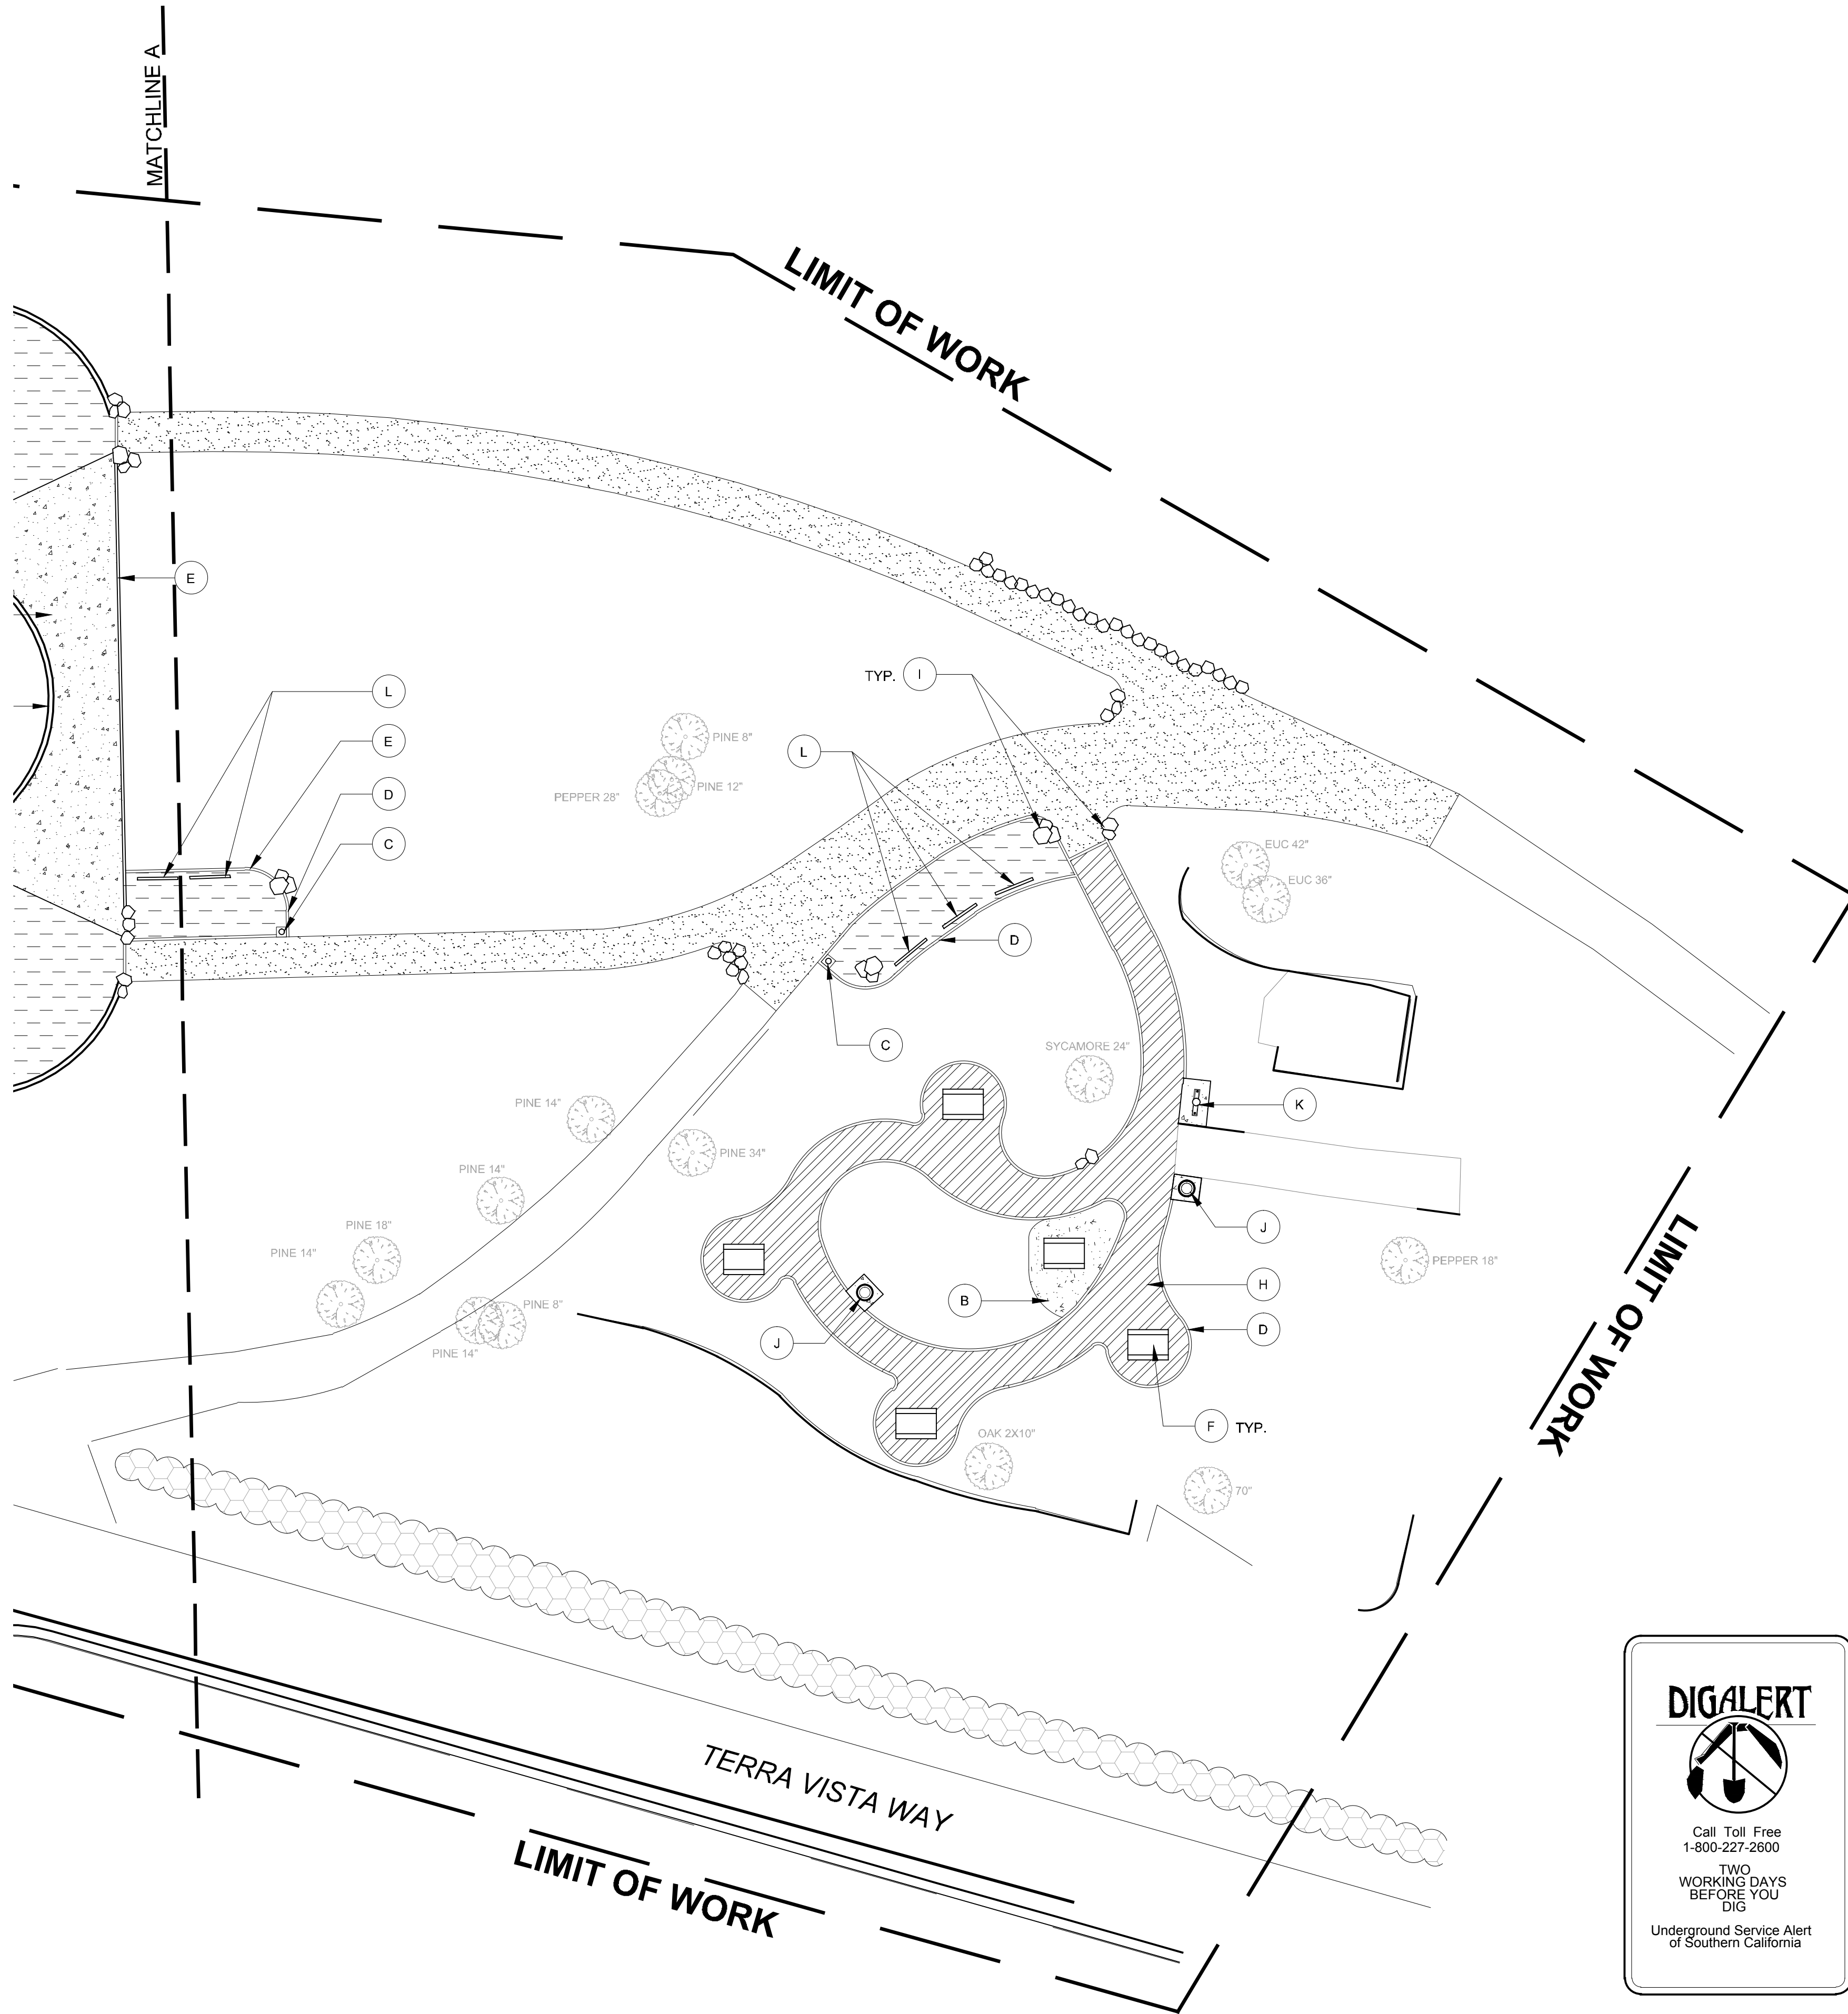 MATCHLINE A
LIMIT OF WORK
E
L
E
D
C
TYP. I
L
PINE 8"
PINE 12"
PEPPER 28"
EUC 42"
EUC 36"
D
C
SYCAMORE 24"
K
PINE 14"
PINE 34"
PINE 14"
PINE 18"
PINE 14"
PINE 8"
PINE 14"
J
PEPPER 18"
H
B
D
J
F TYP.
OAK 2X10"
70"
LIMIT OF WORK
TERRA VISTA WAY
LIMIT OF WORK
DIGALERT
Call Toll Free
1-800-227-2600
TWO
WORKING DAYS
BEFORE YOU
DIG
Underground Service Alert
of Southern California